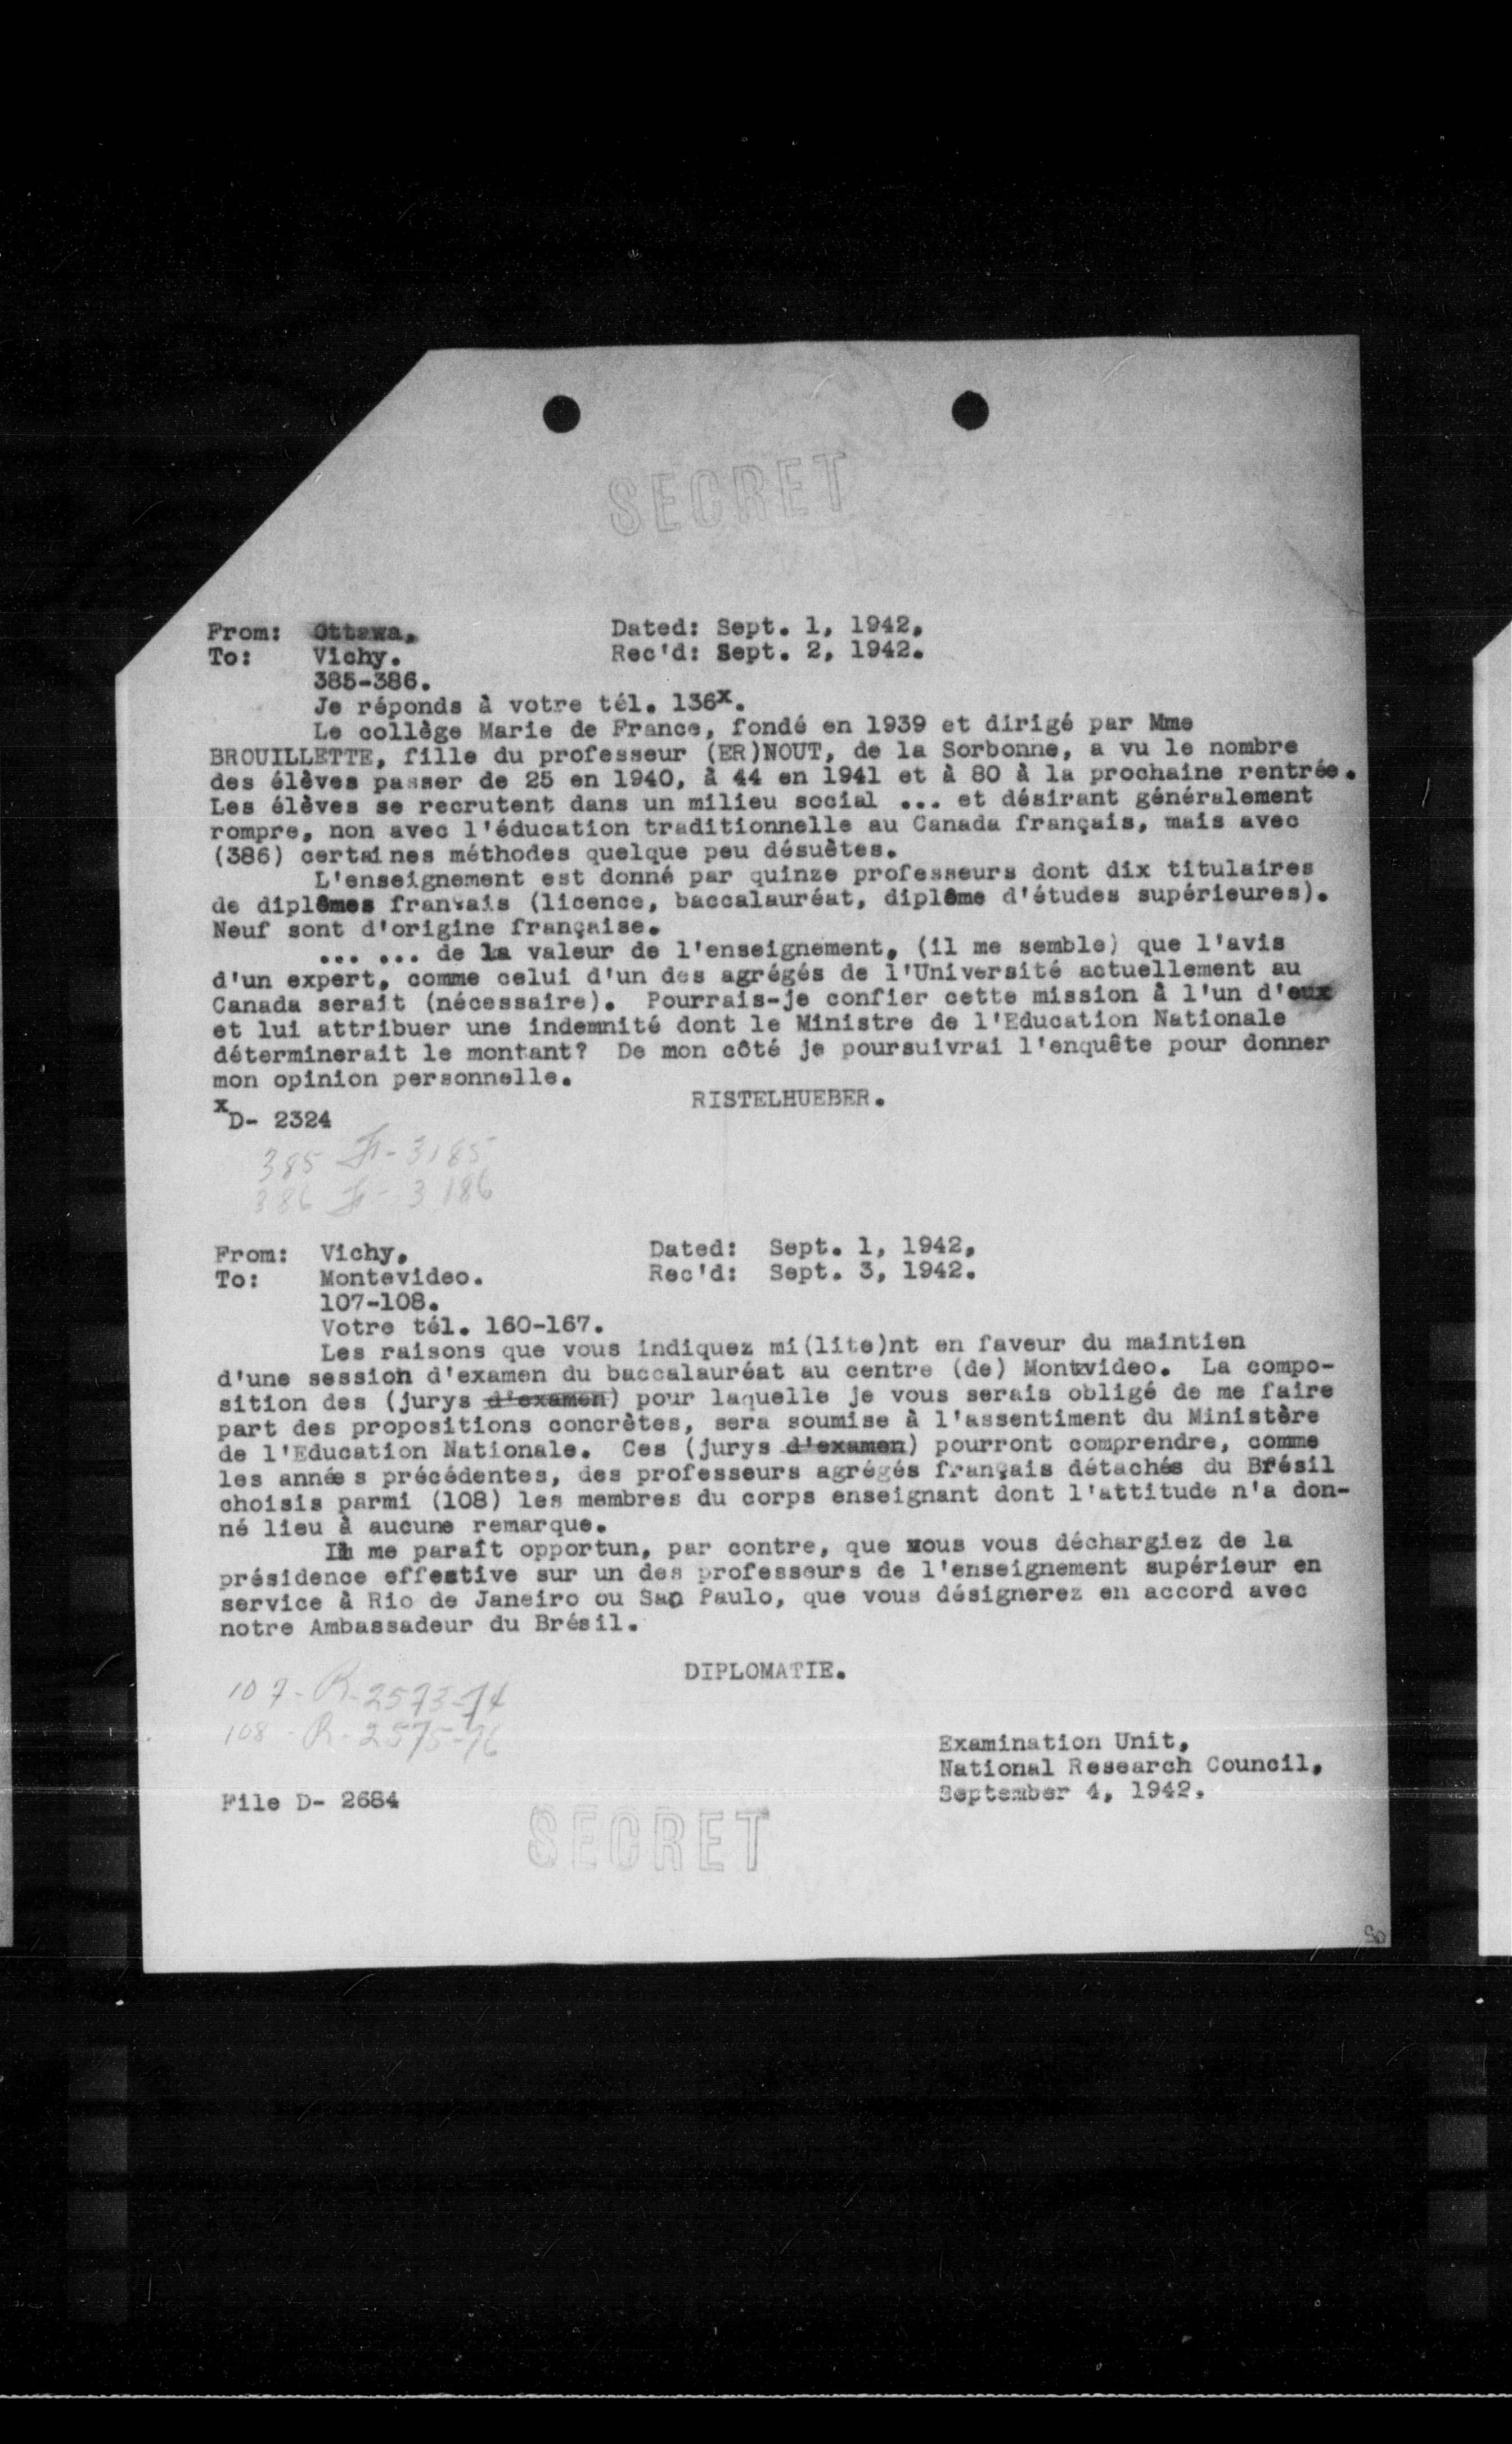 SECRET
From: Ottawa. Dated: Sept. 1, 1942.
To: Vichy. Rec'd: Sept. 2, 1942.
385-386.
Je réponds à votre tél. 136x.
Le collège Marie de France, fondé en 1939 et dirigé par Mme
BROUILLETTE, fille du professeur (ER)NOUT, de la Sorbonne, a vu le nombre
des élèves passer de 25 en 1940, à 44 en 1941 et à 80 à la prochaine rentrée.
Les élèves se recrutent dans un milieu social ... et désirant généralement
rompre, non avec l'éducation traditionnelle au Canada français, mais avec
(386) certaines méthodes quelque peu désuètes.
L'enseignement est donné par quinze professeurs dont dix titulaires
de diplômes franvais (licence, baccalauréat, diplôme d'études supérieures).
Neuf sont d'origine française.
... ... de la valeur de l'enseignement, (il me semble) que l'avis
d'un expert, comme celui d'un des agrégés de l'Université actuellement au
Canada serait (nécessaire). Pourrais-je confier cette mission à l'un d'eux
et lui attribuer une indemnité dont le Ministre de l'Education Nationale
déterminerait le montant? De mon côté je poursuivrai l'enquête pour donner
mon opinion personnelle.
RISTELHUEBER.
xD- 2324
385 Fr- 3185
386 Fr- 3186
From: Vichy. Dated: Sept. 1, 1942.
To: Montevideo. Rec'd: Sept. 3, 1942.
107-108.
Votre tél. 160-167.
Les raisons que vous indiquez mi(lite)nt en faveur du maintien
d'une session d'examen du baccalauréat au centre (de) Montevideo. La compo-
sition des (jurys d'examen) pour laquelle je vous serais obligé de me faire
part des propositions concrètes, sera soumise à l'assentiment du Ministère
de l'Education Nationale. Ces (jurys d'examen) pourront comprendre, comme
les années précédentes, des professeurs agrégés français détachés du Brésil
choisis parmi (108) les membres du corps enseignant dont l'attitude n'a don-
né lieu à aucune remarque.
Il me paraît opportun, par contre, que vous vous déchargiez de la
présidence effective sur un des professeurs de l'enseignement supérieur en
service à Rio de Janeiro ou Sao Paulo, que vous désignerez en accord avec
notre Ambassadeur du Brésil.
DIPLOMATIE.
107- R-2573-74
108 - R-2575-76
Examination Unit,
National Research Council,
September 4, 1942.
File D- 2684
SECRET